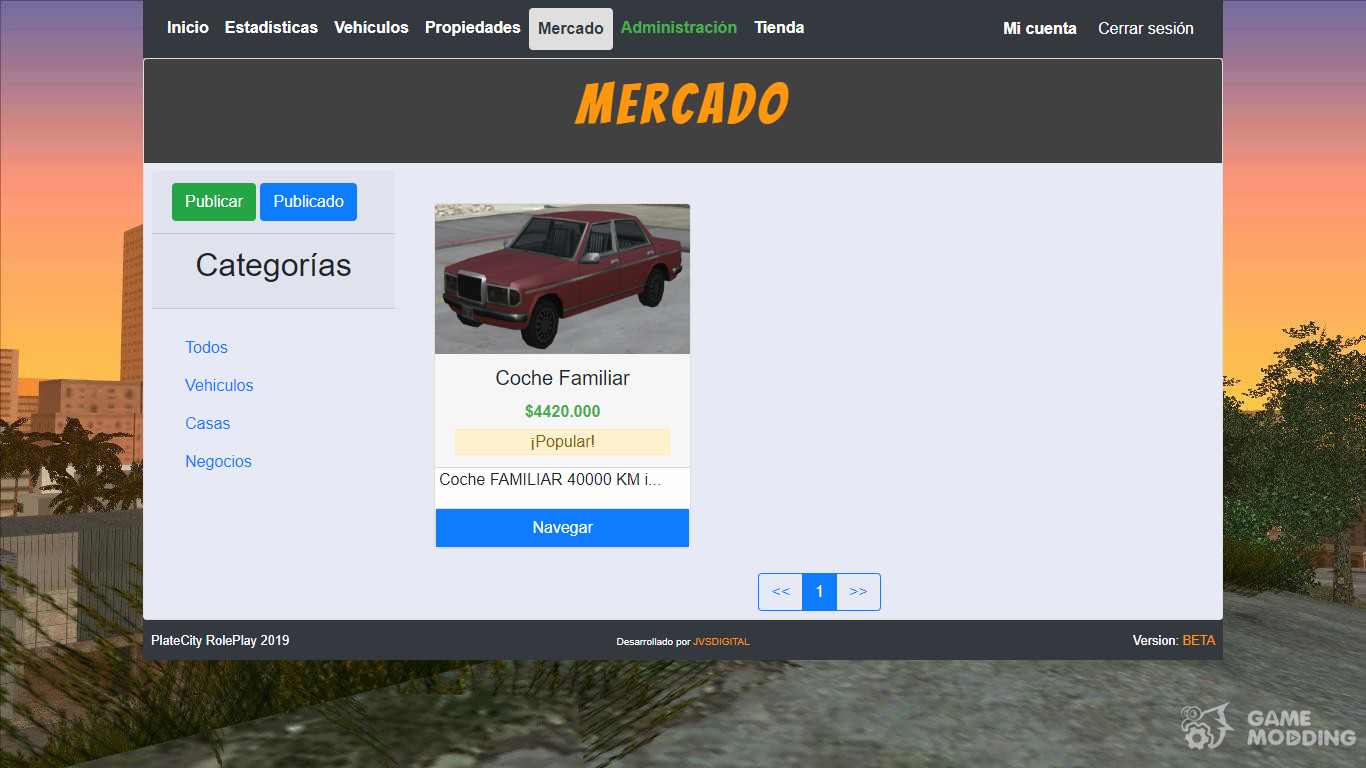 Inicio Estadísticas Vehículos Propiedades Mercado Administración Tienda Mi cuenta Cerrar sesión
MERCADO
Publicar Publicado
Categorías
Todos
Vehiculos
Casas
Negocios
Coche Familiar
$4420.000
¡Popular!
Coche FAMILIAR 40000 KM i...
Navegar
<< 1 >>
PlateCity RolePlay 2019 Desarrollado por JVSDIGITAL Version: BETA
GAME
MODDING